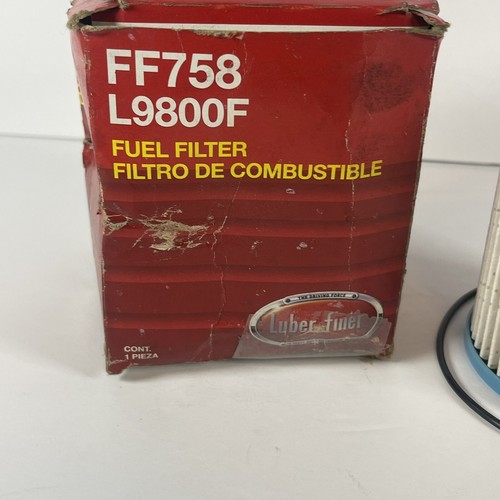 FF758
L9800F
FUEL FILTER
FILTRO DE COMBUSTIBLE
THE DRIVING FORCE
Luber-finer
CONT.
1 PIEZA